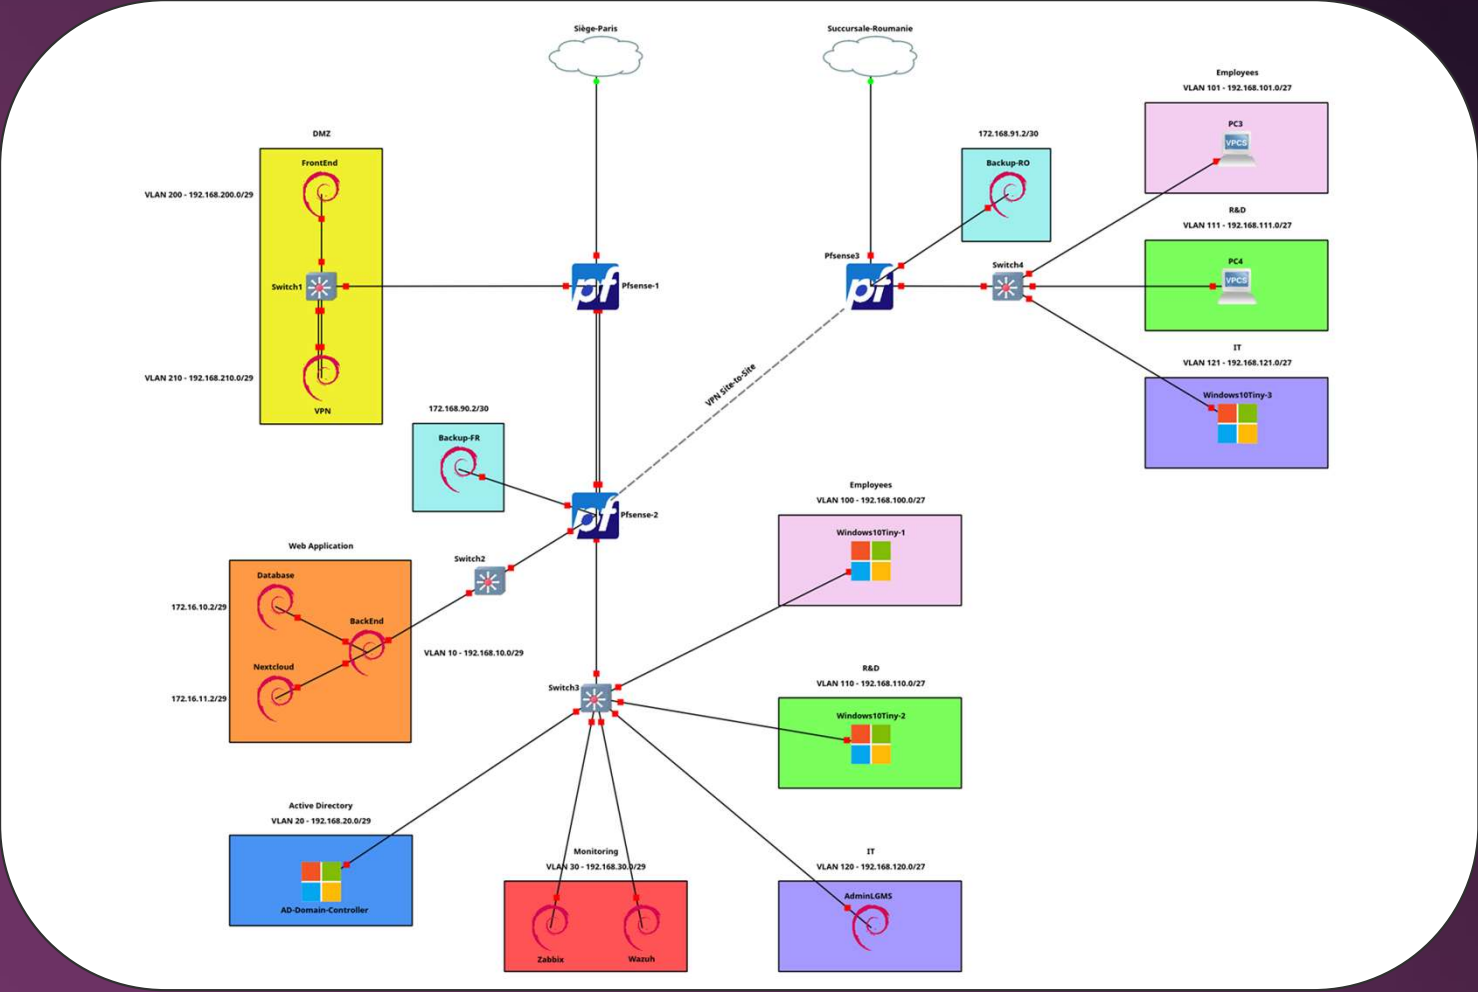 Siège-Paris
Succursale-Roumanie
Employees
VLAN 101 - 192.168.101.0/27
PC3
VPCS
DMZ
FrontEnd
VLAN 200 - 192.168.200.0/29
172.168.91.2/30
Backup-RO
R&D
VLAN 111 - 192.168.111.0/27
PC4
VPCS
Switch1
pf
Pfsense-1
Pfsense3
pf
Switch4
IT
VLAN 121 - 192.168.121.0/27
Windows10Tiny-3
VLAN 210 - 192.168.210.0/29
VPN
VPN Site-to-Site
172.168.90.2/30
Backup-FR
pf
Pfsense-2
Employees
VLAN 100 - 192.168.100.0/27
Windows10Tiny-1
Web Application
Database
172.16.10.2/29
BackEnd
Nextcloud
172.16.11.2/29
Switch2
VLAN 10 - 192.168.10.0/29
Switch3
R&D
VLAN 110 - 192.168.110.0/27
Windows10Tiny-2
Active Directory
VLAN 20 - 192.168.20.0/29
AD-Domain-Controller
Monitoring
VLAN 30 - 192.168.30.0/29
Zabbix
Wazuh
IT
VLAN 120 - 192.168.120.0/27
AdminLGMS